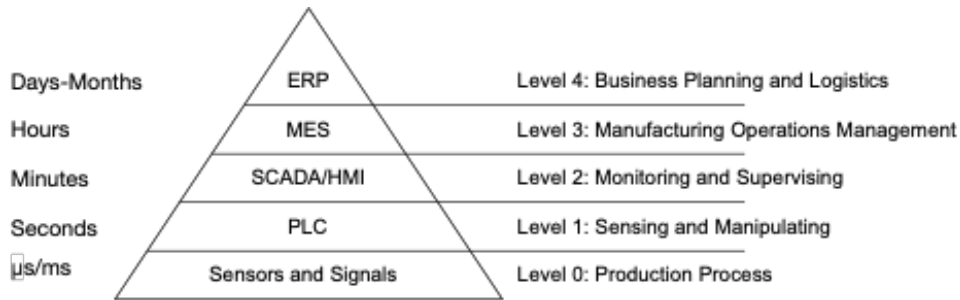 Days-Months ERP Level 4: Business Planning and Logistics
Hours MES Level 3: Manufacturing Operations Management
Minutes SCADA/HMI Level 2: Monitoring and Supervising
Seconds PLC Level 1: Sensing and Manipulating
µs/ms Sensors and Signals Level 0: Production Process